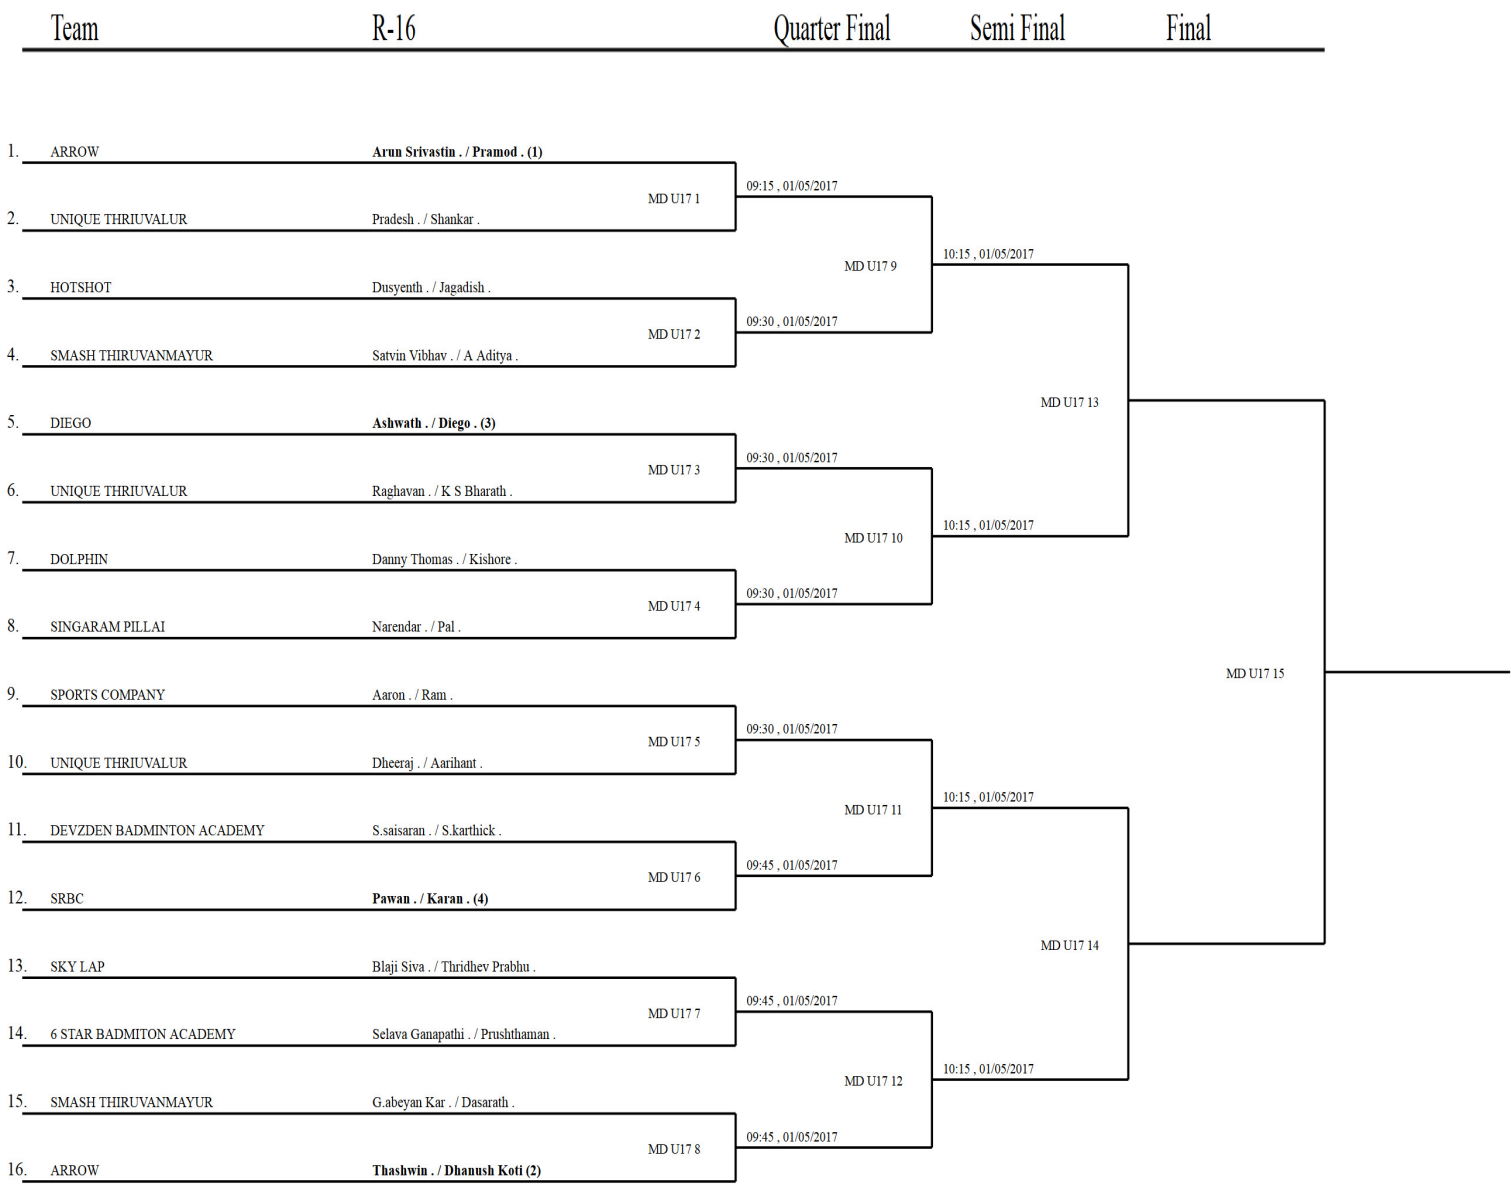 Team R-16 Quarter Final Semi Final Final
1. ARROW Arun Srivastin . / Pramod . (1)
09:15 , 01/05/2017
MD U17 1
2. UNIQUE THRIUVALUR Pradesh . / Shankar .
10:15 , 01/05/2017
MD U17 9
3. HOTSHOT Dusyenth . / Jagadish .
09:30 , 01/05/2017
MD U17 2
4. SMASH THIRUVANMAYUR Satvin Vibhav . / A Aditya .
MD U17 13
5. DIEGO Ashwath . / Diego . (3)
09:30 , 01/05/2017
MD U17 3
6. UNIQUE THRIUVALUR Raghavan . / K S Bharath .
10:15 , 01/05/2017
MD U17 10
7. DOLPHIN Danny Thomas . / Kishore .
09:30 , 01/05/2017
MD U17 4
8. SINGARAM PILLAI Narendar . / Pal .
MD U17 15
9. SPORTS COMPANY Aaron . / Ram .
09:30 , 01/05/2017
MD U17 5
10. UNIQUE THRIUVALUR Dheeraj . / Aarihant .
10:15 , 01/05/2017
MD U17 11
11. DEVZDEN BADMINTON ACADEMY S.saisaran . / S.karthick .
09:45 , 01/05/2017
MD U17 6
12. SRBC Pawan . / Karan . (4)
MD U17 14
13. SKY LAP Blaji Siva . / Thridhev Prabhu .
09:45 , 01/05/2017
MD U17 7
14. 6 STAR BADMITON ACADEMY Selava Ganapathi . / Prushthaman .
10:15 , 01/05/2017
MD U17 12
15. SMASH THIRUVANMAYUR G.abeyan Kar . / Dasarath .
09:45 , 01/05/2017
MD U17 8
16. ARROW Thashwin . / Dhanush Koti (2)